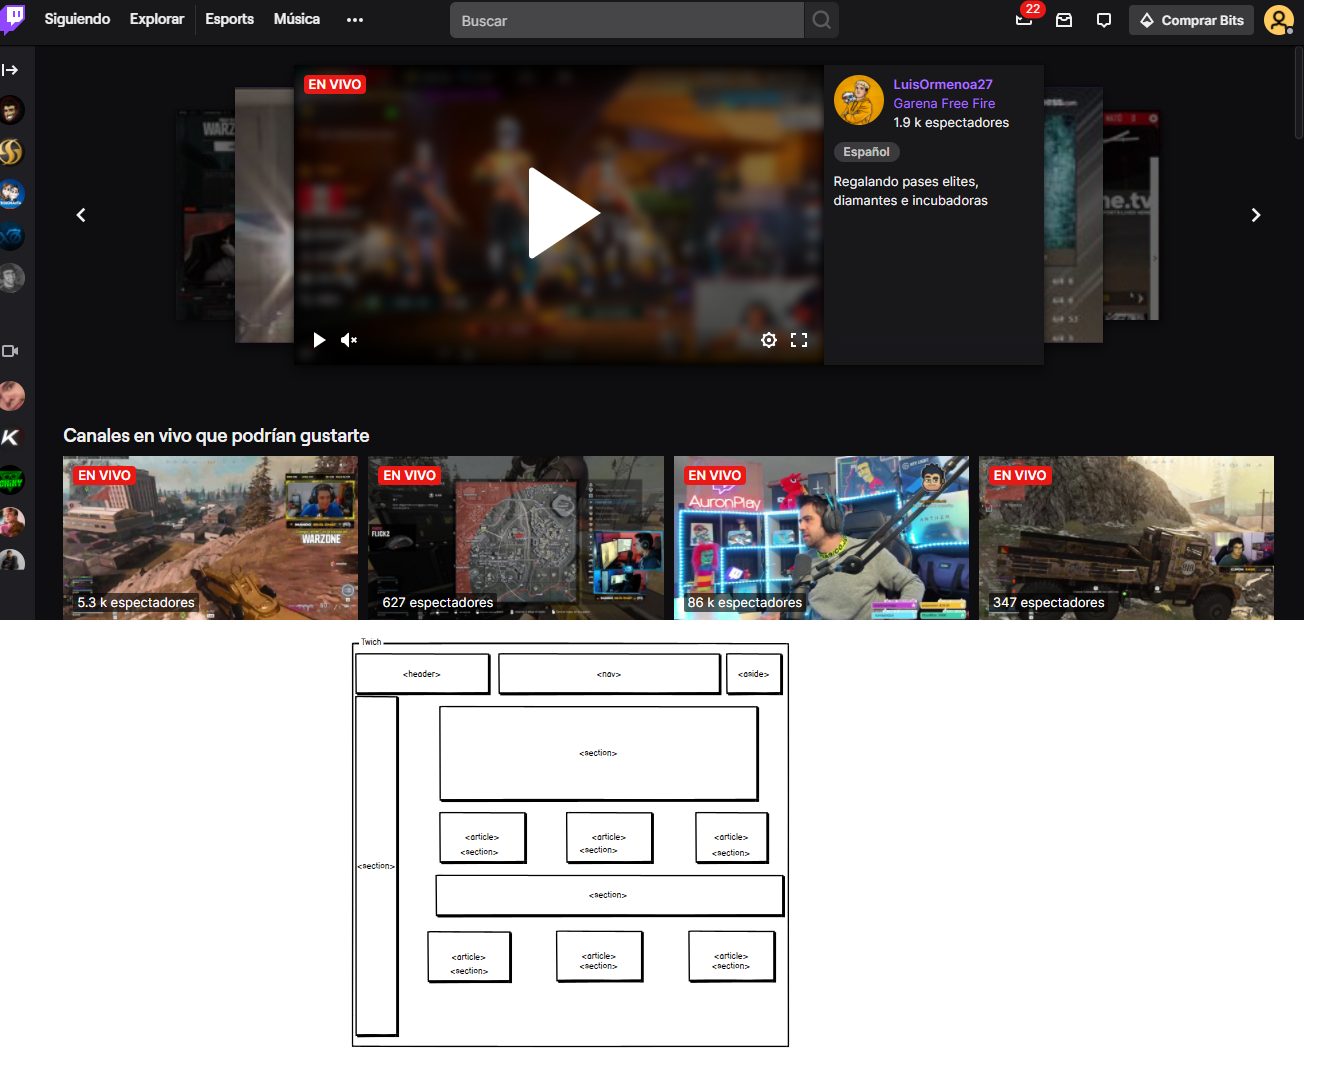 Siguiendo Explorar Esports Música Buscar 22 Comprar Bits
EN VIVO
LuisOrmenoa27
Garena Free Fire
1.9 k espectadores
Español
Regalando pases elites,
diamantes e incubadoras
Canales en vivo que podrían gustarte
EN VIVO EN VIVO EN VIVO EN VIVO
AuronPlay
WARZONE
5.3 k espectadores 627 espectadores 86 k espectadores 347 espectadores
Twich
<header> <nav> <aside>
<section>
<article> <article> <article>
<section> <section> <section>
<section>
<section>
<article> <article> <article>
<section> <section> <section>